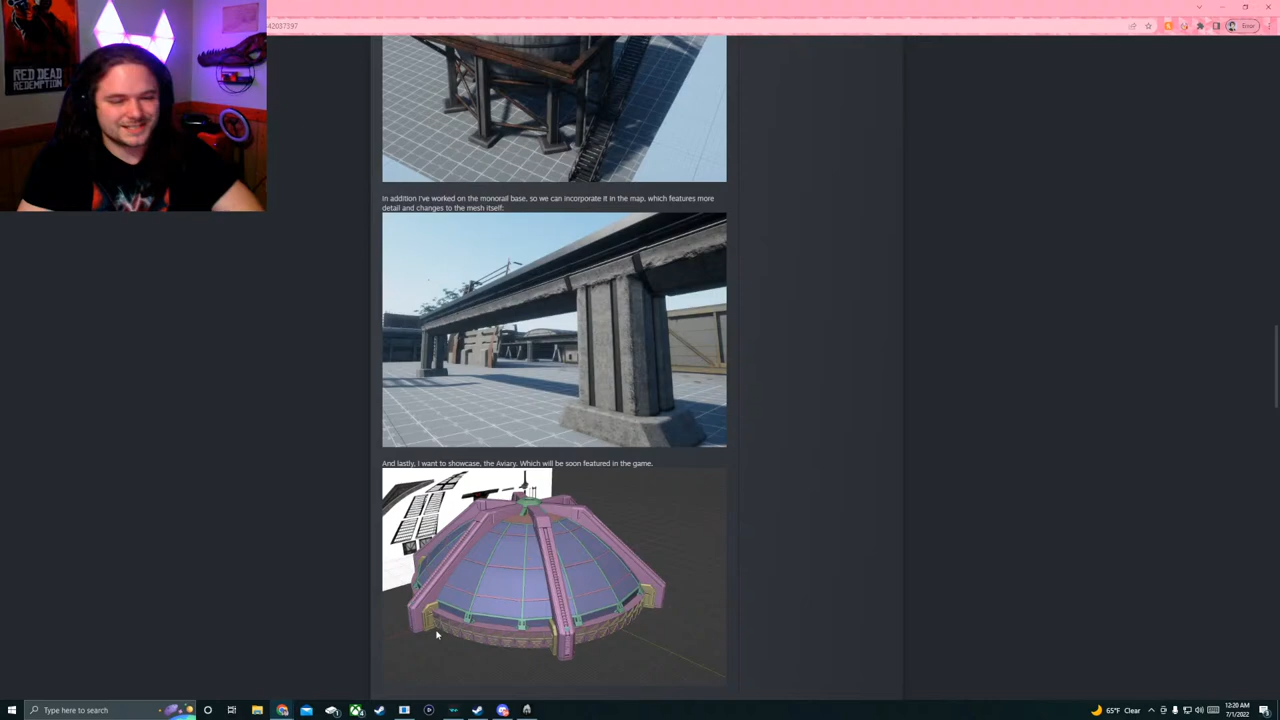 42037397
Error
RED DEAD
REDEMPTION
In addition I've worked on the monorail base, so we can incorporate it in the map, which features more
detail and changes to the mesh itself:
And lastly, I want to showcase, the Aviary. Which will be soon featured in the game.
Type here to search
65°F Clear
12:20 AM
7/1/2022